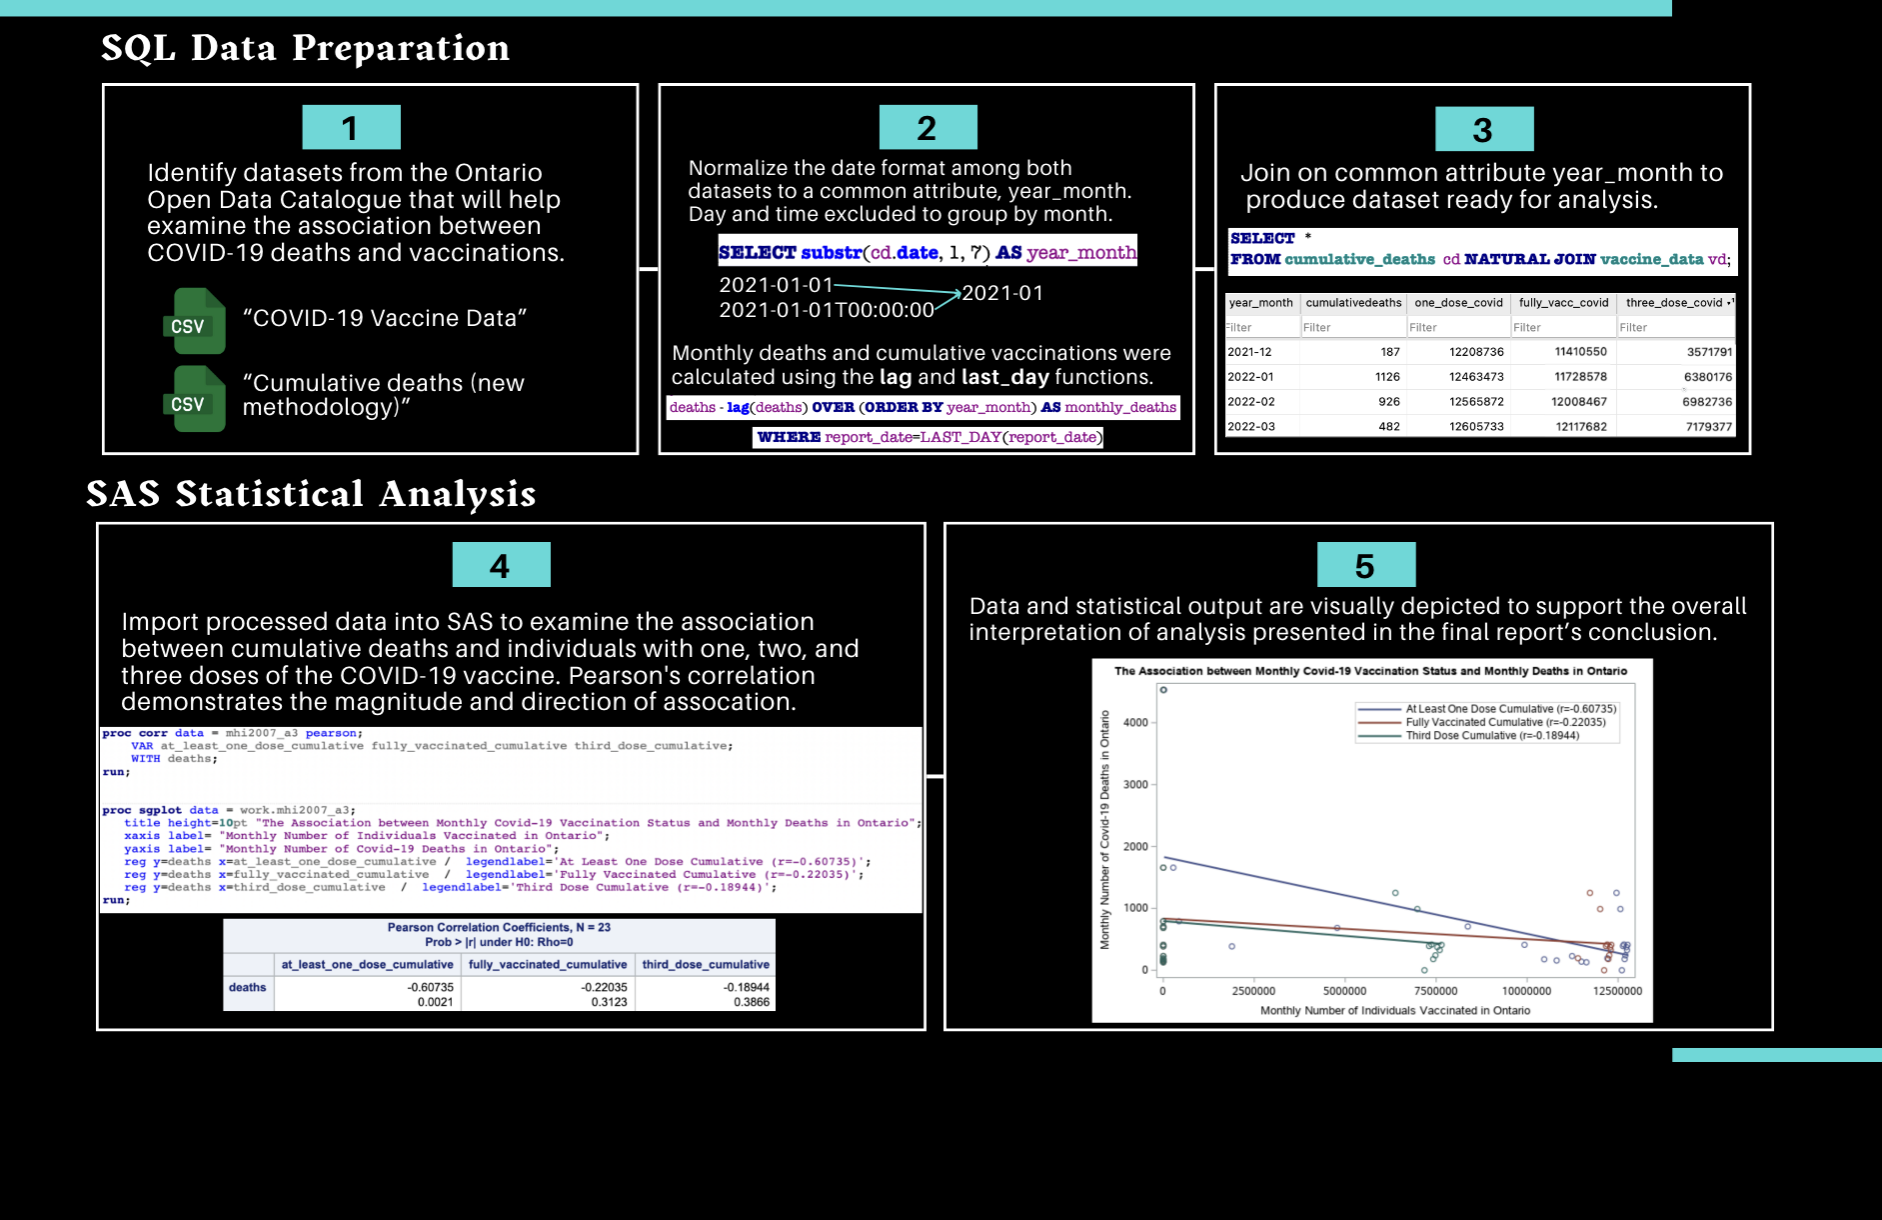 SQL Data Preparation
1
Identify datasets from the Ontario
Open Data Catalogue that will help
examine the association between
COVID-19 deaths and vaccinations.
CSV
“COVID-19 Vaccine Data”
CSV
“Cumulative deaths (new
methodology)”
2
Normalize the date format among both
datasets to a common attribute, year_month.
Day and time excluded to group by month.
SELECT substr(cd.date, 1, 7) AS year_month
2021-01-01
2021-01-01T00:00:00
2021-01
Monthly deaths and cumulative vaccinations were
calculated using the lag and last_day functions.
deaths - lag(deaths) OVER (ORDER BY year_month) AS monthly_deaths
WHERE report_date=LAST_DAY(report_date)
3
Join on common attribute year_month to
produce dataset ready for analysis.
SELECT *
FROM cumulative_deaths cd NATURAL JOIN vaccine_data vd;
year_month cumulativedeaths one_dose_covid fully_vacc_covid three_dose_covid
Filter Filter Filter Filter Filter
2021-12 187 12208736 11410550 3571791
2022-01 1126 12463473 11728578 6380176
2022-02 926 12565872 12008467 6982736
2022-03 482 12605733 12117682 7179377
SAS Statistical Analysis
4
Import processed data into SAS to examine the association
between cumulative deaths and individuals with one, two, and
three doses of the COVID-19 vaccine. Pearson's correlation
demonstrates the magnitude and direction of assocation.
proc corr data = mhi2007_a3 pearson;
VAR at_least_one_dose_cumulative fully_vaccinated_cumulative third_dose_cumulative;
WITH deaths;
run;
proc sgplot data = work.mhi2007_a3;
title height=10pt "The Association between Monthly Covid-19 Vaccination Status and Monthly Deaths in Ontario";
xaxis label= "Monthly Number of Individuals Vaccinated in Ontario";
yaxis label= "Monthly Number of Covid-19 Deaths in Ontario";
reg y=deaths x=at_least_one_dose_cumulative / legendlabel='At Least One Dose Cumulative (r=-0.60735)';
reg y=deaths x=fully_vaccinated_cumulative / legendlabel='Fully Vaccinated Cumulative (r=-0.22035)';
reg y=deaths x=third_dose_cumulative / legendlabel='Third Dose Cumulative (r=-0.18944)';
run;
Pearson Correlation Coefficients, N = 23
Prob > |r| under H0: Rho=0
at_least_one_dose_cumulative fully_vaccinated_cumulative third_dose_cumulative
deaths -0.60735 -0.22035 -0.18944
0.0021 0.3123 0.3866
5
Data and statistical output are visually depicted to support the overall
interpretation of analysis presented in the final report’s conclusion.
The Association between Monthly Covid-19 Vaccination Status and Monthly Deaths in Ontario
At Least One Dose Cumulative (r=-0.60735)
Fully Vaccinated Cumulative (r=-0.22035)
Third Dose Cumulative (r=-0.18944)
Monthly Number of Covid-19 Deaths in Ontario
4000
3000
2000
1000
0
0 2500000 5000000 7500000 10000000 12500000
Monthly Number of Individuals Vaccinated in Ontario